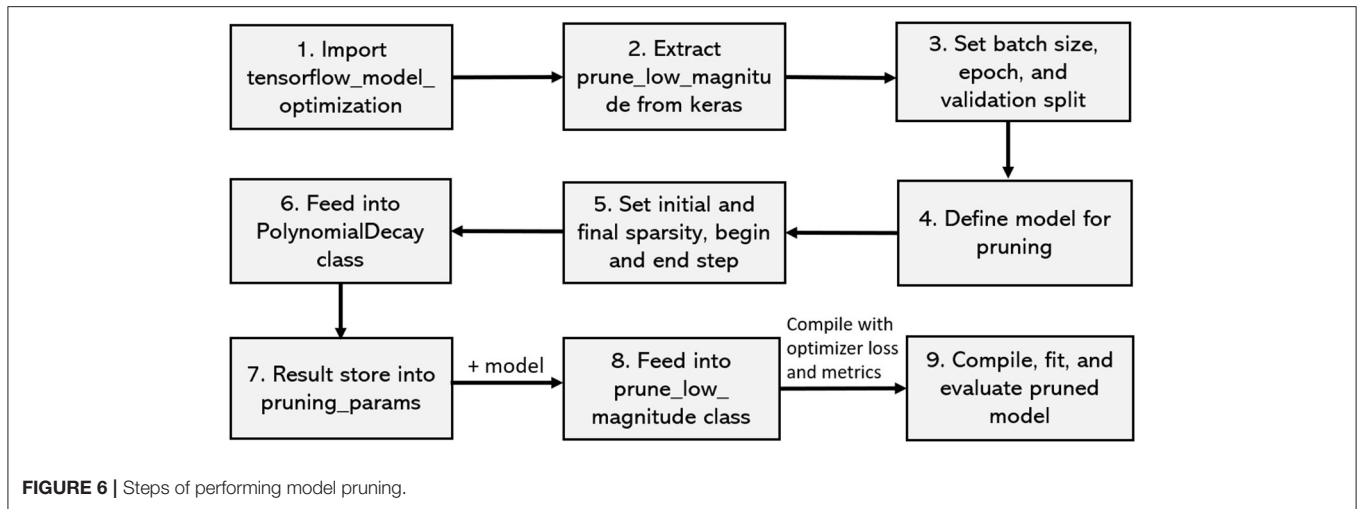 1. Import
tensorflow_model_
optimization
2. Extract
prune_low_magnitu
de from keras
3. Set batch size,
epoch, and
validation split
4. Define model for
pruning
5. Set initial and
final sparsity, begin
and end step
6. Feed into
PolynomialDecay
class
7. Result store into
pruning_params
+ model
8. Feed into
prune_low_
magnitude class
Compile with
optimizer loss
and metrics
9. Compile, fit, and
evaluate pruned
model
FIGURE 6 | Steps of performing model pruning.